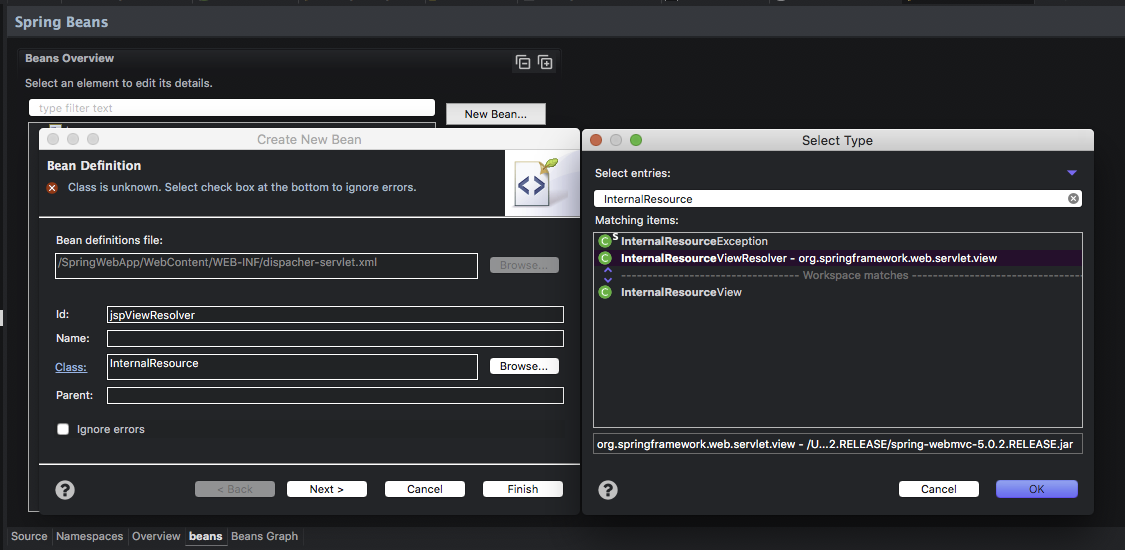 Spring Beans
Beans Overview
Select an element to edit its details.
type filter text
New Bean...
Create New Bean
Bean Definition
Class is unknown. Select check box at the bottom to ignore errors.
Bean definitions file:
/SpringWebApp/WebContent/WEB-INF/dispacher-servlet.xml
Browse...
Id:
jspViewResolver
Name:
Class:
InternalResource
Browse...
Parent:
Ignore errors
?
< Back
Next >
Cancel
Finish
Select Type
Select entries:
InternalResource
Matching items:
InternalResourceException
InternalResourceViewResolver - org.springframework.web.servlet.view
Workspace matches
InternalResourceView
org.springframework.web.servlet.view - /U...2.RELEASE/spring-webmvc-5.0.2.RELEASE.jar
?
Cancel
OK
Source Namespaces Overview beans Beans Graph